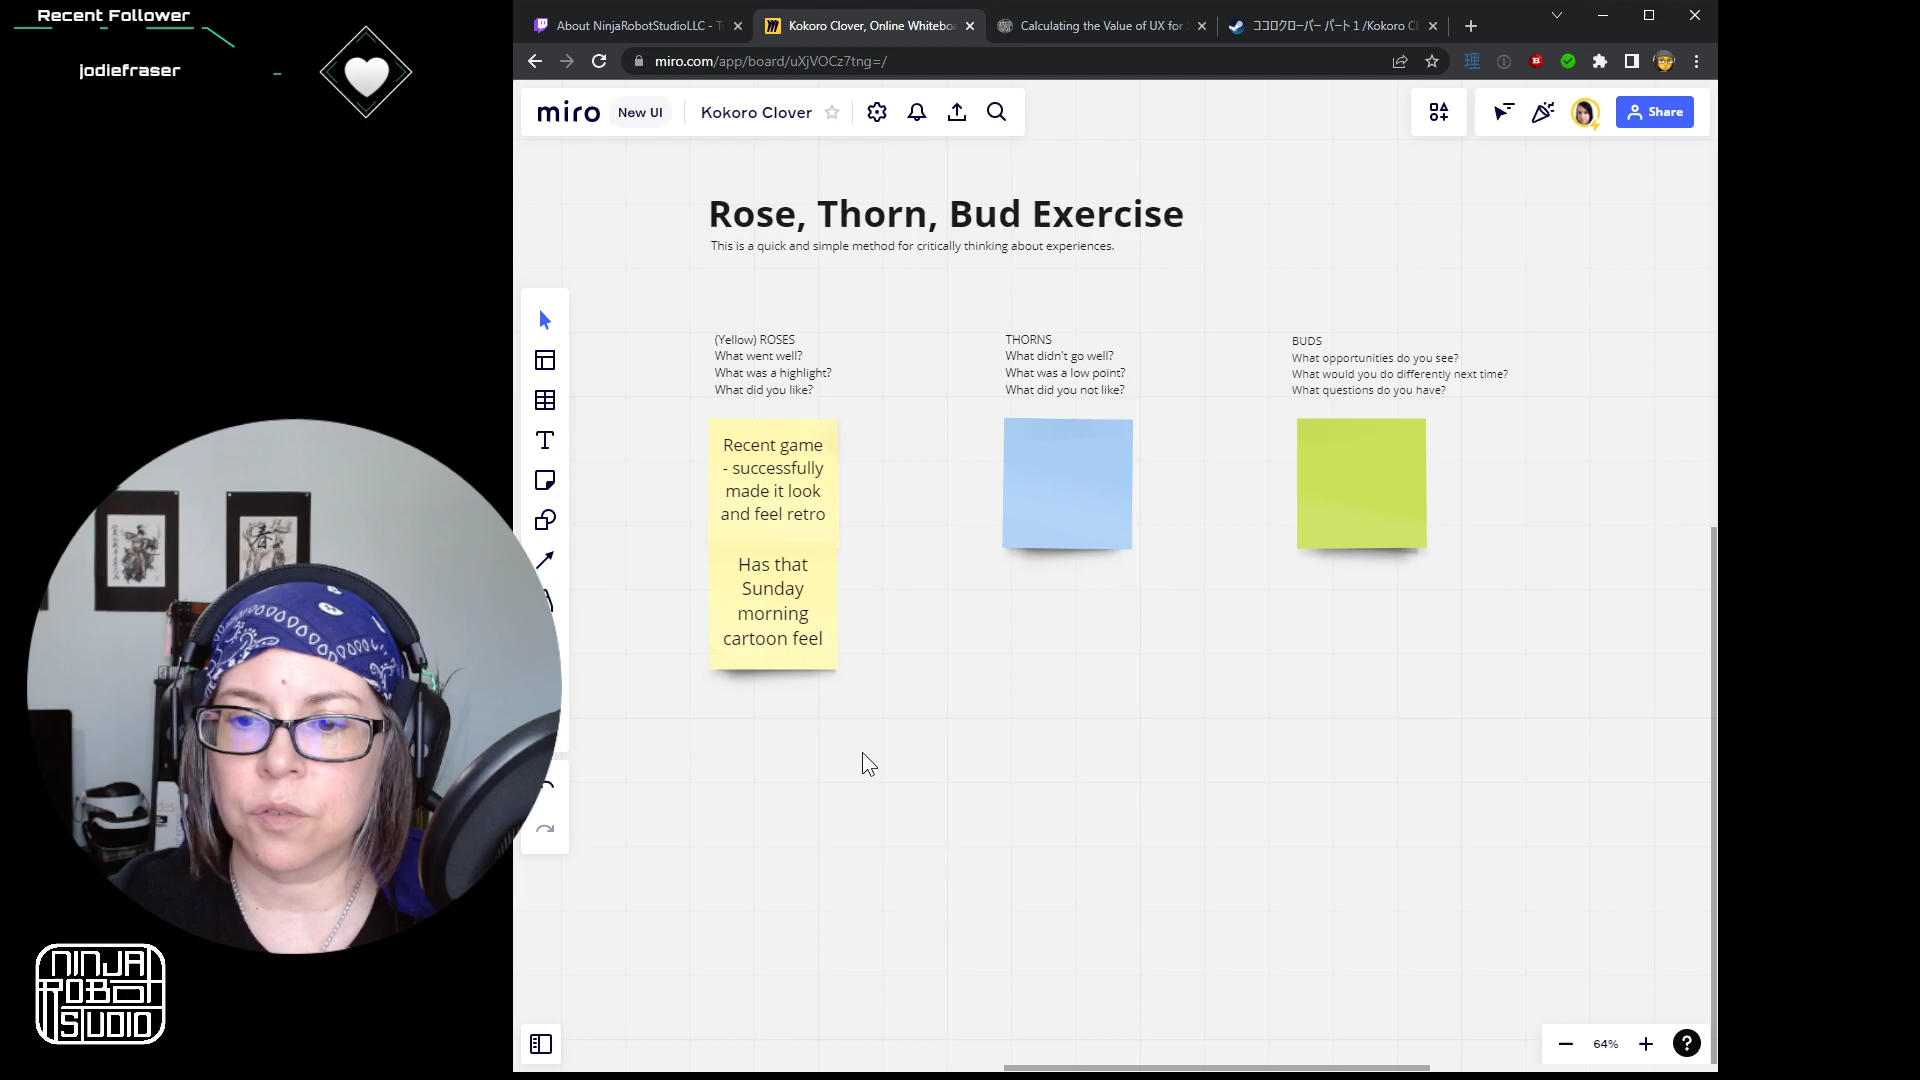 Recent Follower
jodiefraser
About NinjaRobotStudioLLC - Tw
Kokoro Clover, Online Whiteboa
Calculating the Value of UX for
ココロクローバー パート１/Kokoro Cl
miro.com/app/board/uXjVOCz7tng=/
miro
New UI
Kokoro Clover
Share
Rose, Thorn, Bud Exercise
This is a quick and simple method for critically thinking about experiences.
(Yellow) ROSES
What went well?
What was a highlight?
What did you like?
THORNS
What didn't go well?
What was a low point?
What did you not like?
BUDS
What opportunities do you see?
What would you do differently next time?
What questions do you have?
Recent game
- successfully
made it look
and feel retro
Has that
Sunday
morning
cartoon feel
春
NINJA
ROBOT
STUDIO
64%